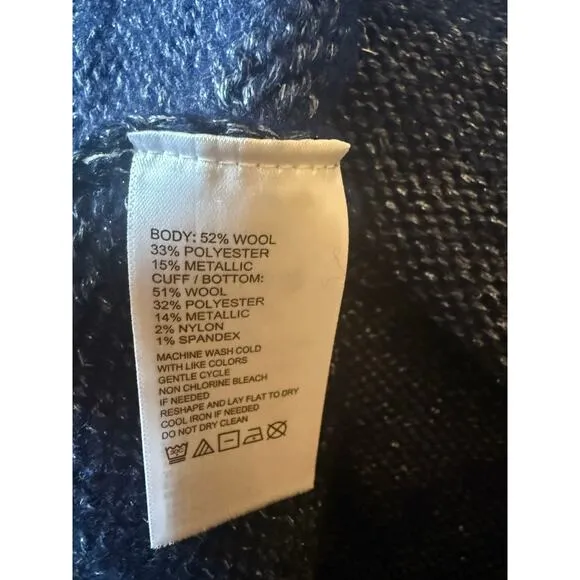 BODY: 52% WOOL
33% POLYESTER
15% METALLIC
CUFF / BOTTOM:
51% WOOL
32% POLYESTER
14% METALLIC
2% NYLON
1% SPANDEX
MACHINE WASH COLD
WITH LIKE COLORS
GENTLE CYCLE
NON CHLORINE BLEACH
IF NEEDED
RESHAPE AND LAY FLAT TO DRY
COOL IRON IF NEEDED
DO NOT DRY CLEAN